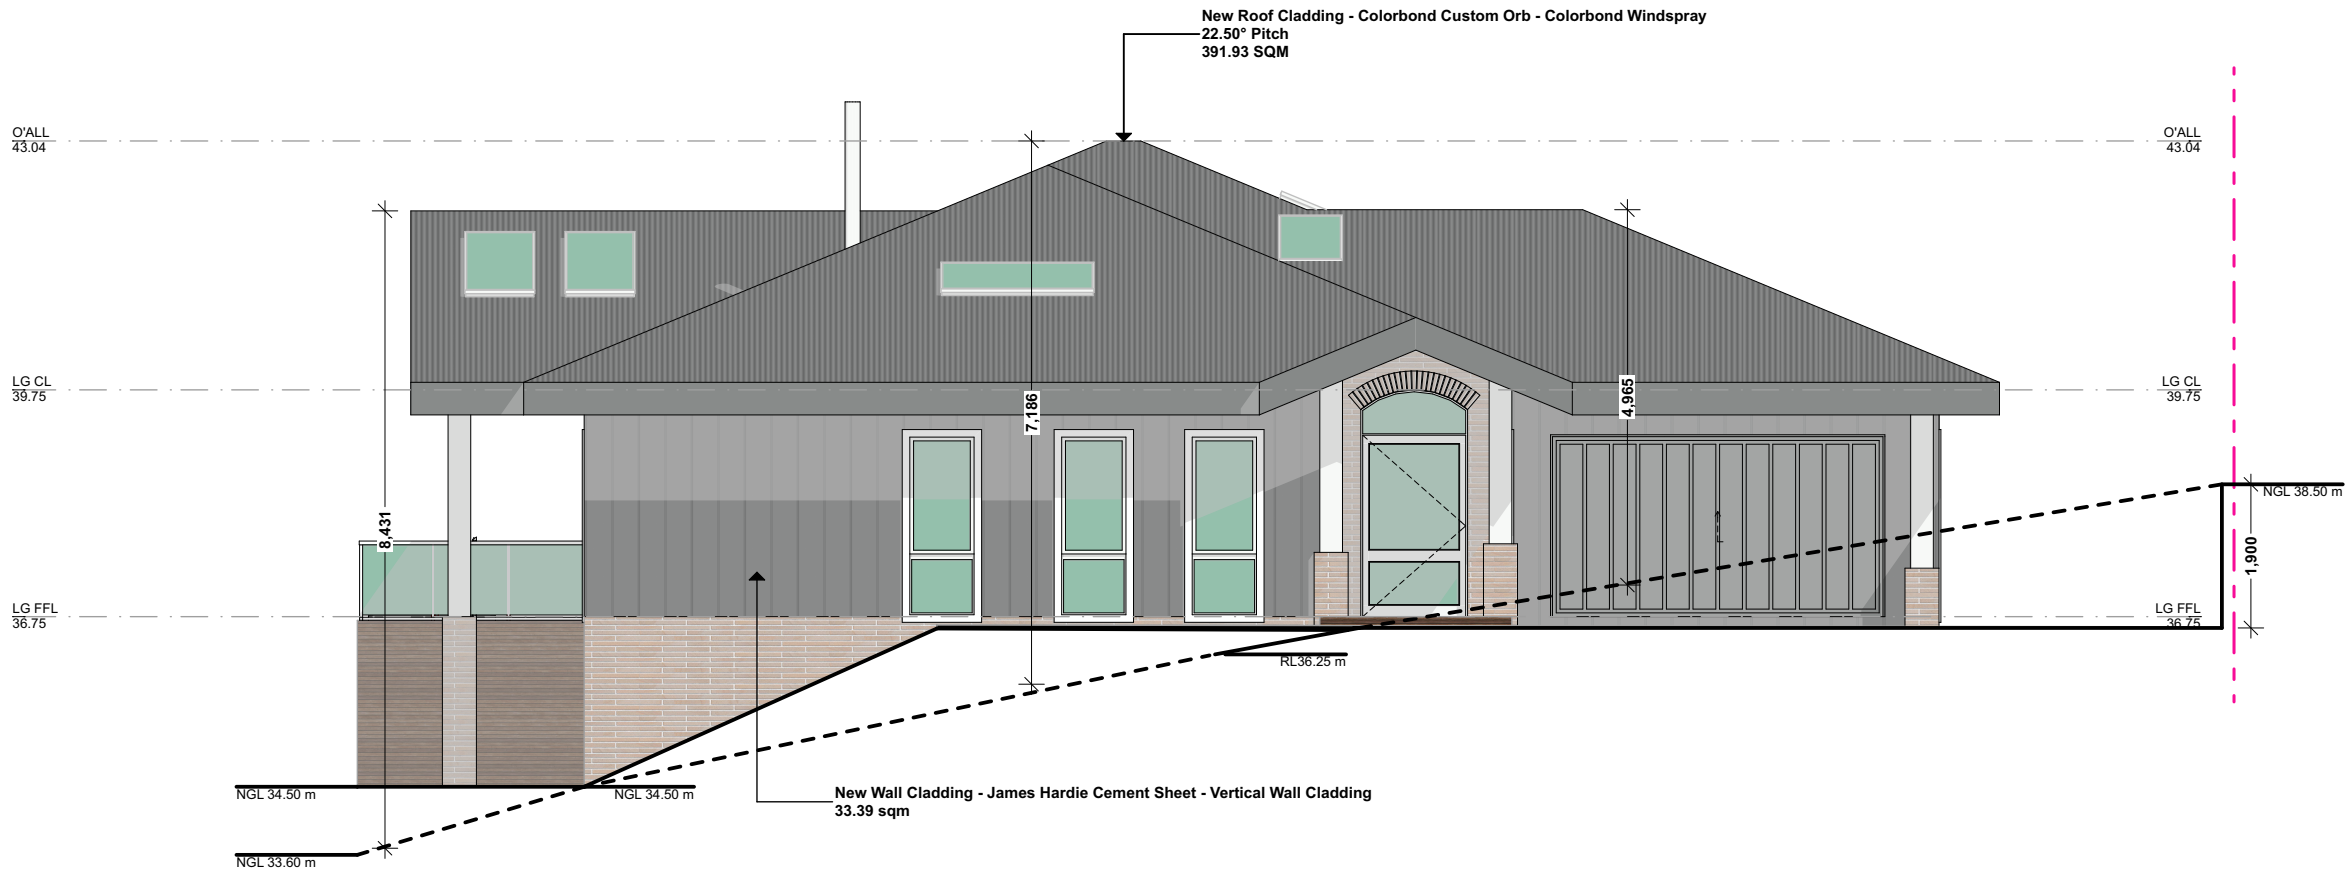 New Roof Cladding - Colorbond Custom Orb - Colorbond Windspray
22.50° Pitch
391.93 SQM
O'ALL
43.04
O'ALL
43.04
LG CL
39.75
LG CL
39.75
7,186
4,965
8,431
NGL 38.50 m
1,900
LG FFL
36.75
LG FFL
36.75
RL36.25 m
NGL 34.50 m
NGL 34.50 m
New Wall Cladding - James Hardie Cement Sheet - Vertical Wall Cladding
33.39 sqm
NGL 33.60 m